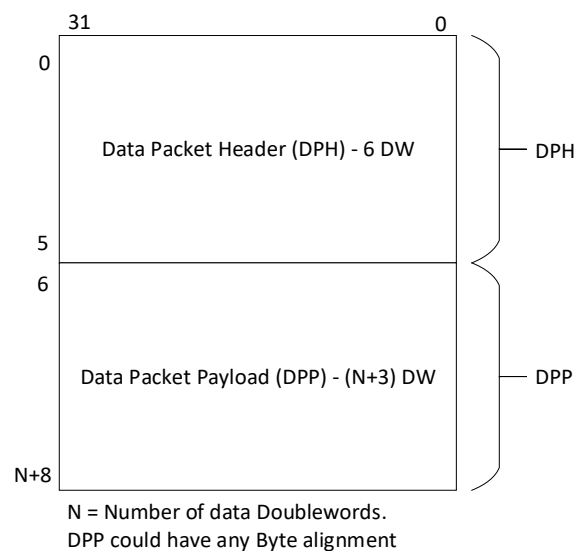 31 0
0
Data Packet Header (DPH) - 6 DW
DPH
5
6
Data Packet Payload (DPP) - (N+3) DW
DPP
N+8
N = Number of data Doublewords.
DPP could have any Byte alignment